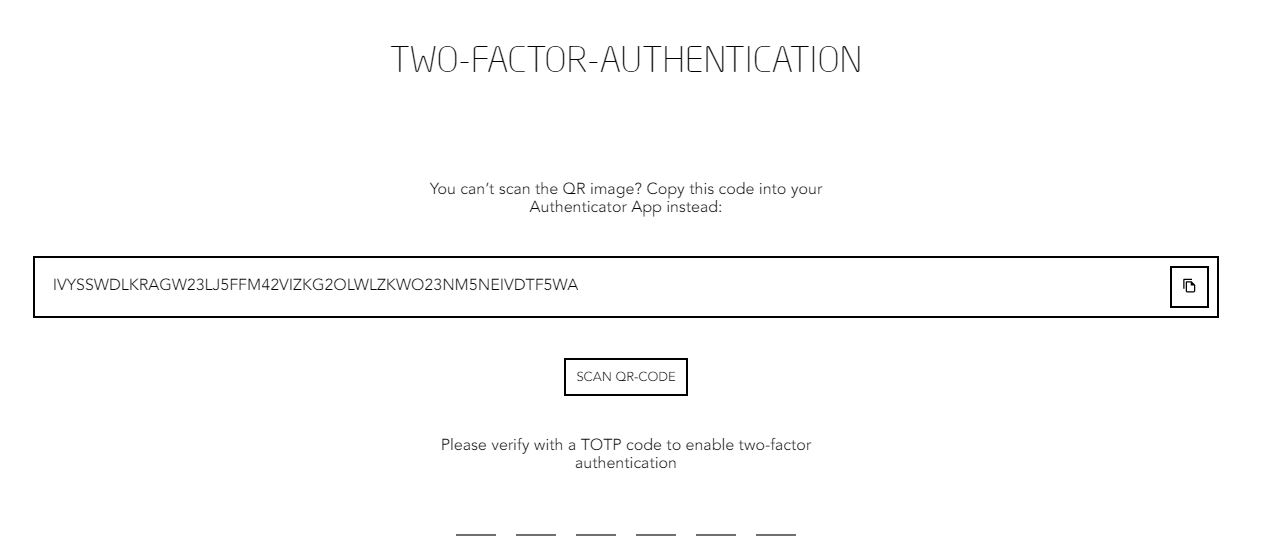 TWO-FACTOR-AUTHENTICATION
You can't scan the QR image? Copy this code into your
Authenticator App instead:
IVYSSWDLKRAGW23LJ5FFM42VIZKG2OLWLZKWO23NM5NEIVDTF5WA
SCAN QR-CODE
Please verify with a TOTP code to enable two-factor
authentication